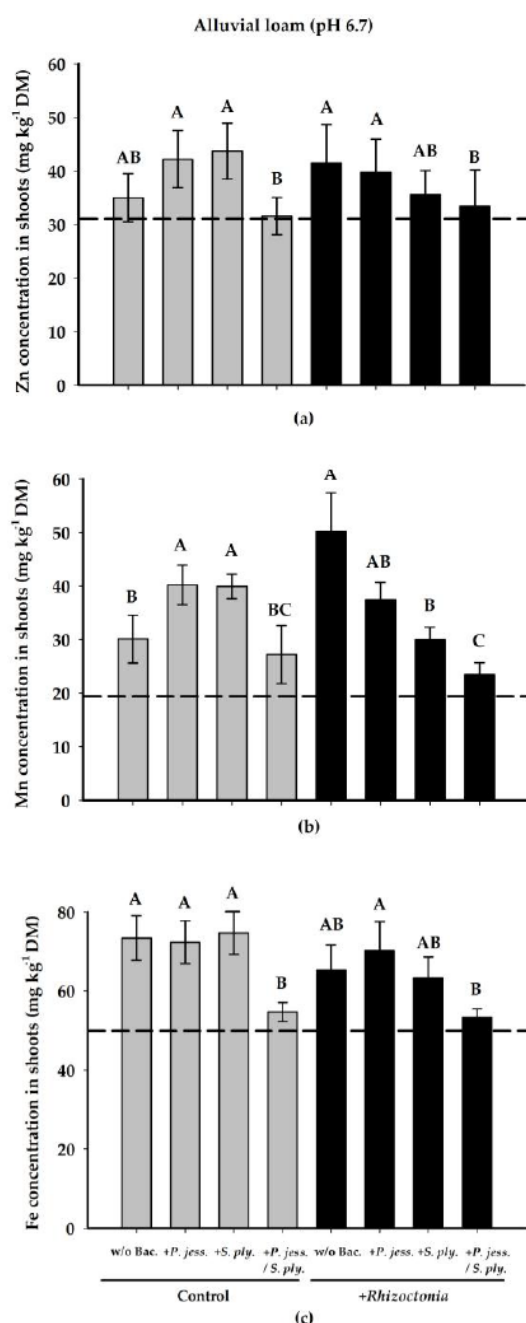 Alluvial loam (pH 6.7)
Zn concentration in shoots (mg kg⁻¹ DM)
60
50
40
30
20
10
0
AB
A
A
B
A
A
AB
B
(a)
Mn concentration in shoots (mg kg⁻¹ DM)
60
50
40
30
20
10
0
B
A
A
BC
A
AB
B
C
(b)
Fe concentration in shoots (mg kg⁻¹ DM)
80
60
40
20
0
A
A
A
B
AB
A
AB
B
w/o Bac. +P. jess. +S. ply. +P. jess. w/o Bac. +P. jess. +S. ply. +P. jess.
/ S. ply. / S. ply.
Control +Rhizoctonia
(c)